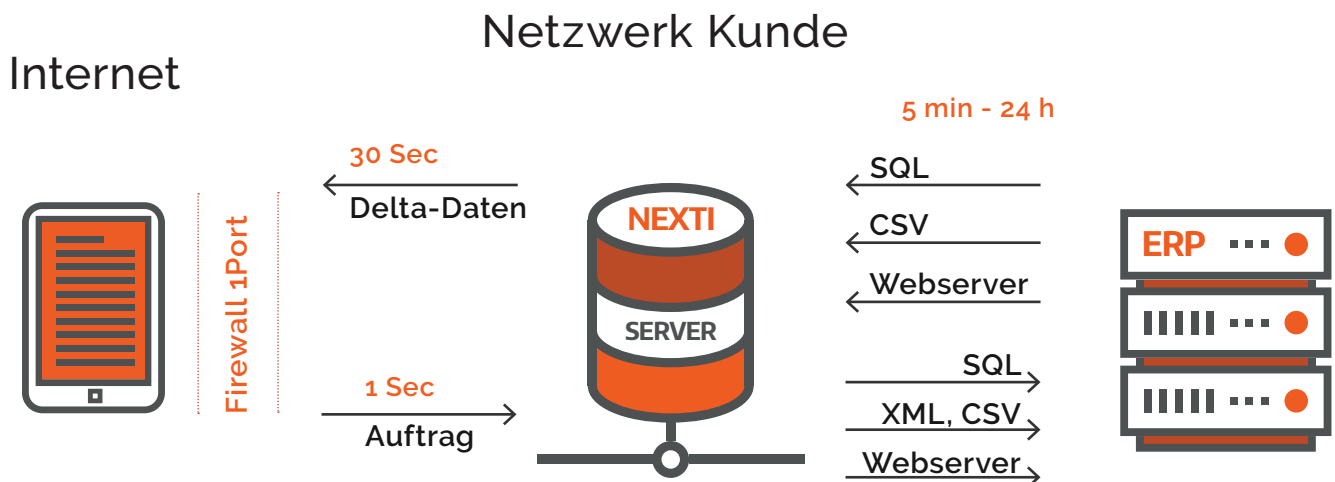 Netzwerk Kunde
Internet
5 min - 24 h
30 Sec
Delta-Daten
SQL
CSV
Webserver
Firewall 1Port
NEXTI
SERVER
ERP
1 Sec
Auftrag
SQL
XML, CSV
Webserver